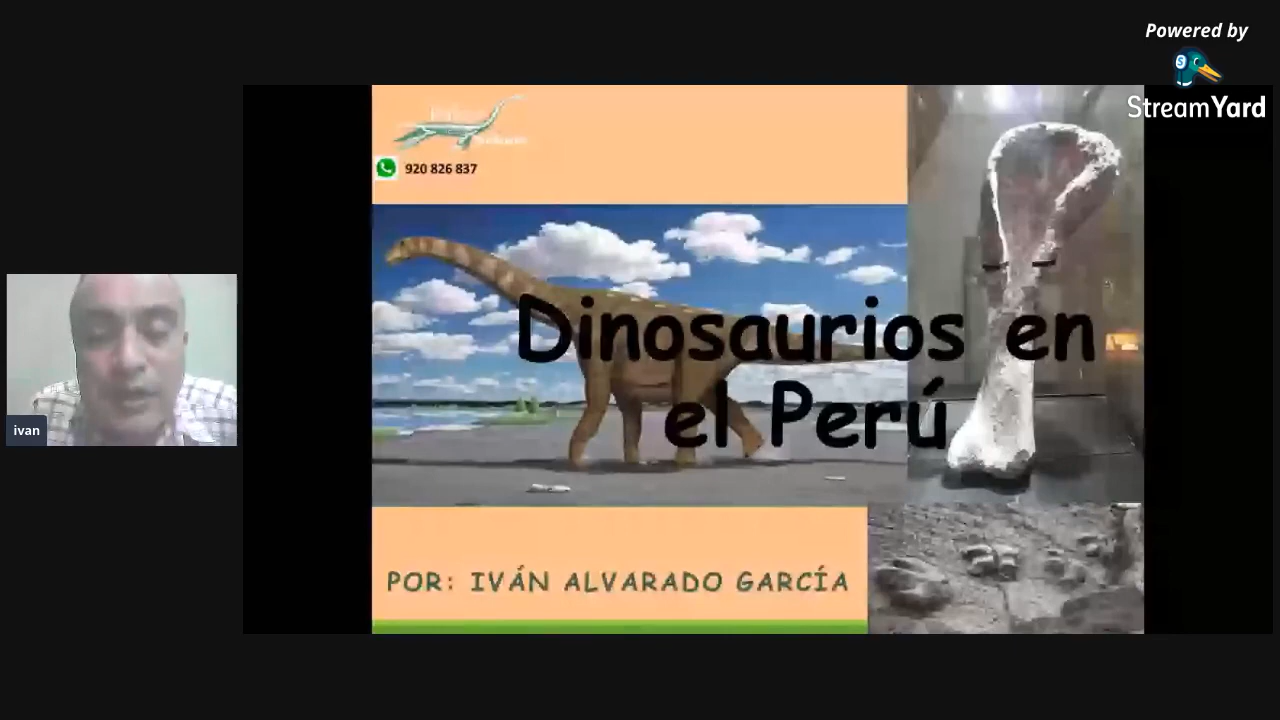 Powered by
StreamYard
920 826 837
Dinosaurios en
el Perú
ivan
POR: IVÁN ALVARADO GARCÍA